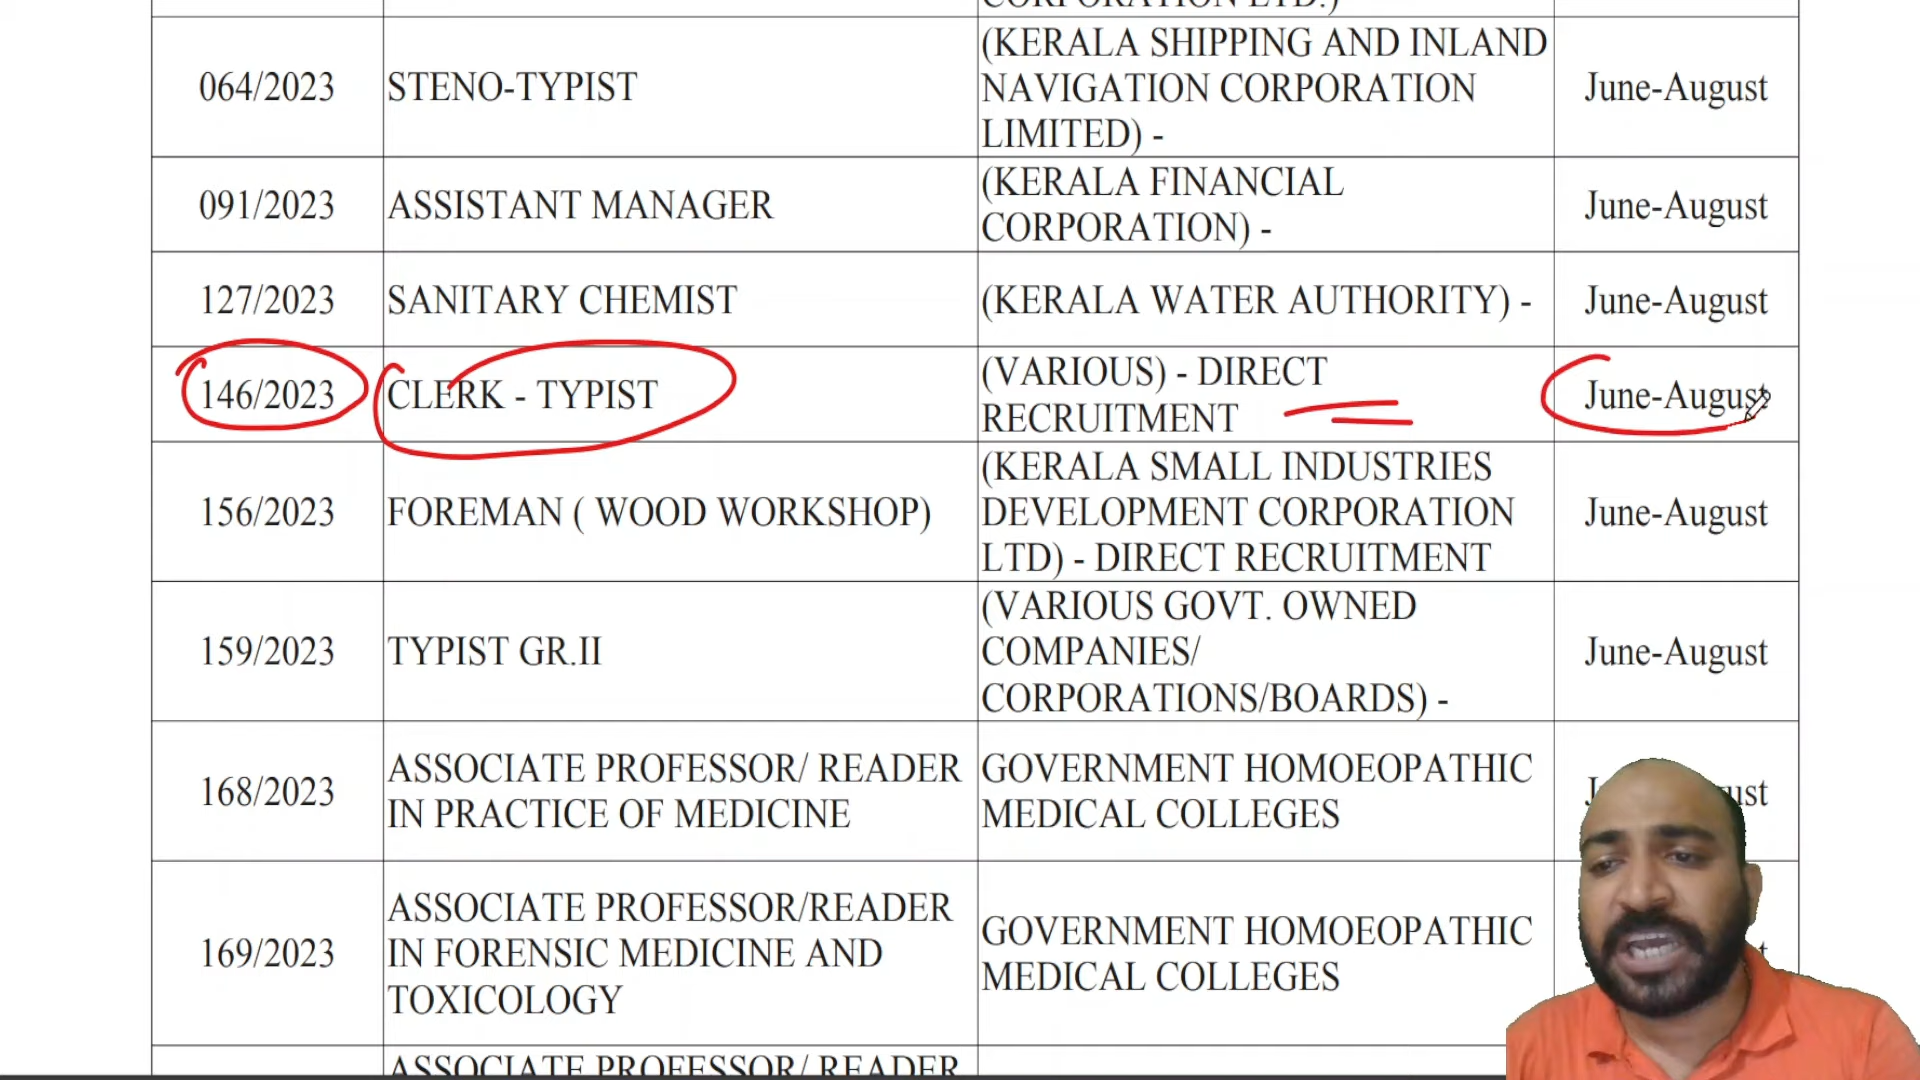 CORPORATION LTD.)
064/2023
STENO-TYPIST
(KERALA SHIPPING AND INLAND
NAVIGATION CORPORATION
LIMITED) -
June-August
091/2023
ASSISTANT MANAGER
(KERALA FINANCIAL
CORPORATION) -
June-August
127/2023
SANITARY CHEMIST
(KERALA WATER AUTHORITY) -
June-August
146/2023
CLERK - TYPIST
(VARIOUS) - DIRECT
RECRUITMENT
June-August
156/2023
FOREMAN ( WOOD WORKSHOP)
(KERALA SMALL INDUSTRIES
DEVELOPMENT CORPORATION
LTD) - DIRECT RECRUITMENT
June-August
159/2023
TYPIST GR.II
(VARIOUS GOVT. OWNED
COMPANIES/
CORPORATIONS/BOARDS) -
June-August
168/2023
ASSOCIATE PROFESSOR/ READER
IN PRACTICE OF MEDICINE
GOVERNMENT HOMOEOPATHIC
MEDICAL COLLEGES
169/2023
ASSOCIATE PROFESSOR/READER
IN FORENSIC MEDICINE AND
TOXICOLOGY
GOVERNMENT HOMOEOPATHIC
MEDICAL COLLEGES
ASSOCIATE PROFESSOR/ READER